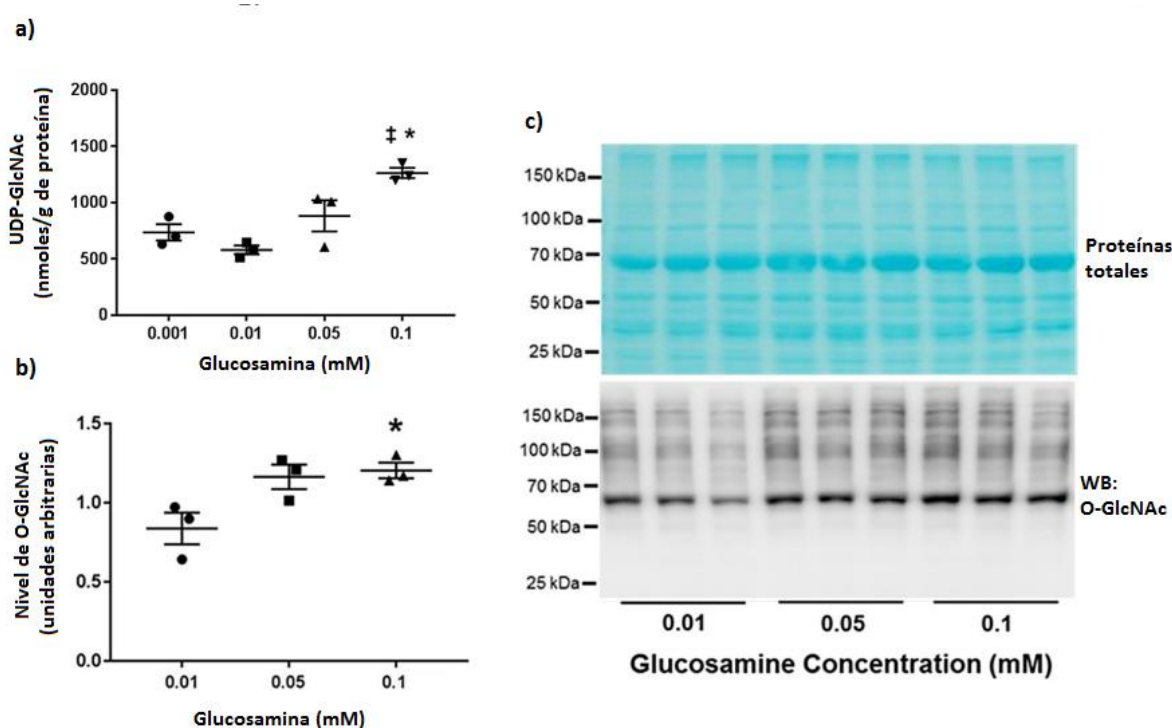 a)
UDP-GlcNAc
(nmoles/g de proteína)
2000
1500
1000
500
0
‡ *
0.001 0.01 0.05 0.1
Glucosamina (mM)
b)
Nivel de O-GlcNAc
(unidades arbitrarias)
1.5
1.0
0.5
0.0
*
0.01 0.05 0.1
Glucosamina (mM)
c)
150 kDa
100 kDa
70 kDa
50 kDa
25 kDa
Proteínas
totales
150 kDa
100 kDa
70 kDa
50 kDa
25 kDa
WB:
O-GlcNAc
0.01 0.05 0.1
Glucosamine Concentration (mM)